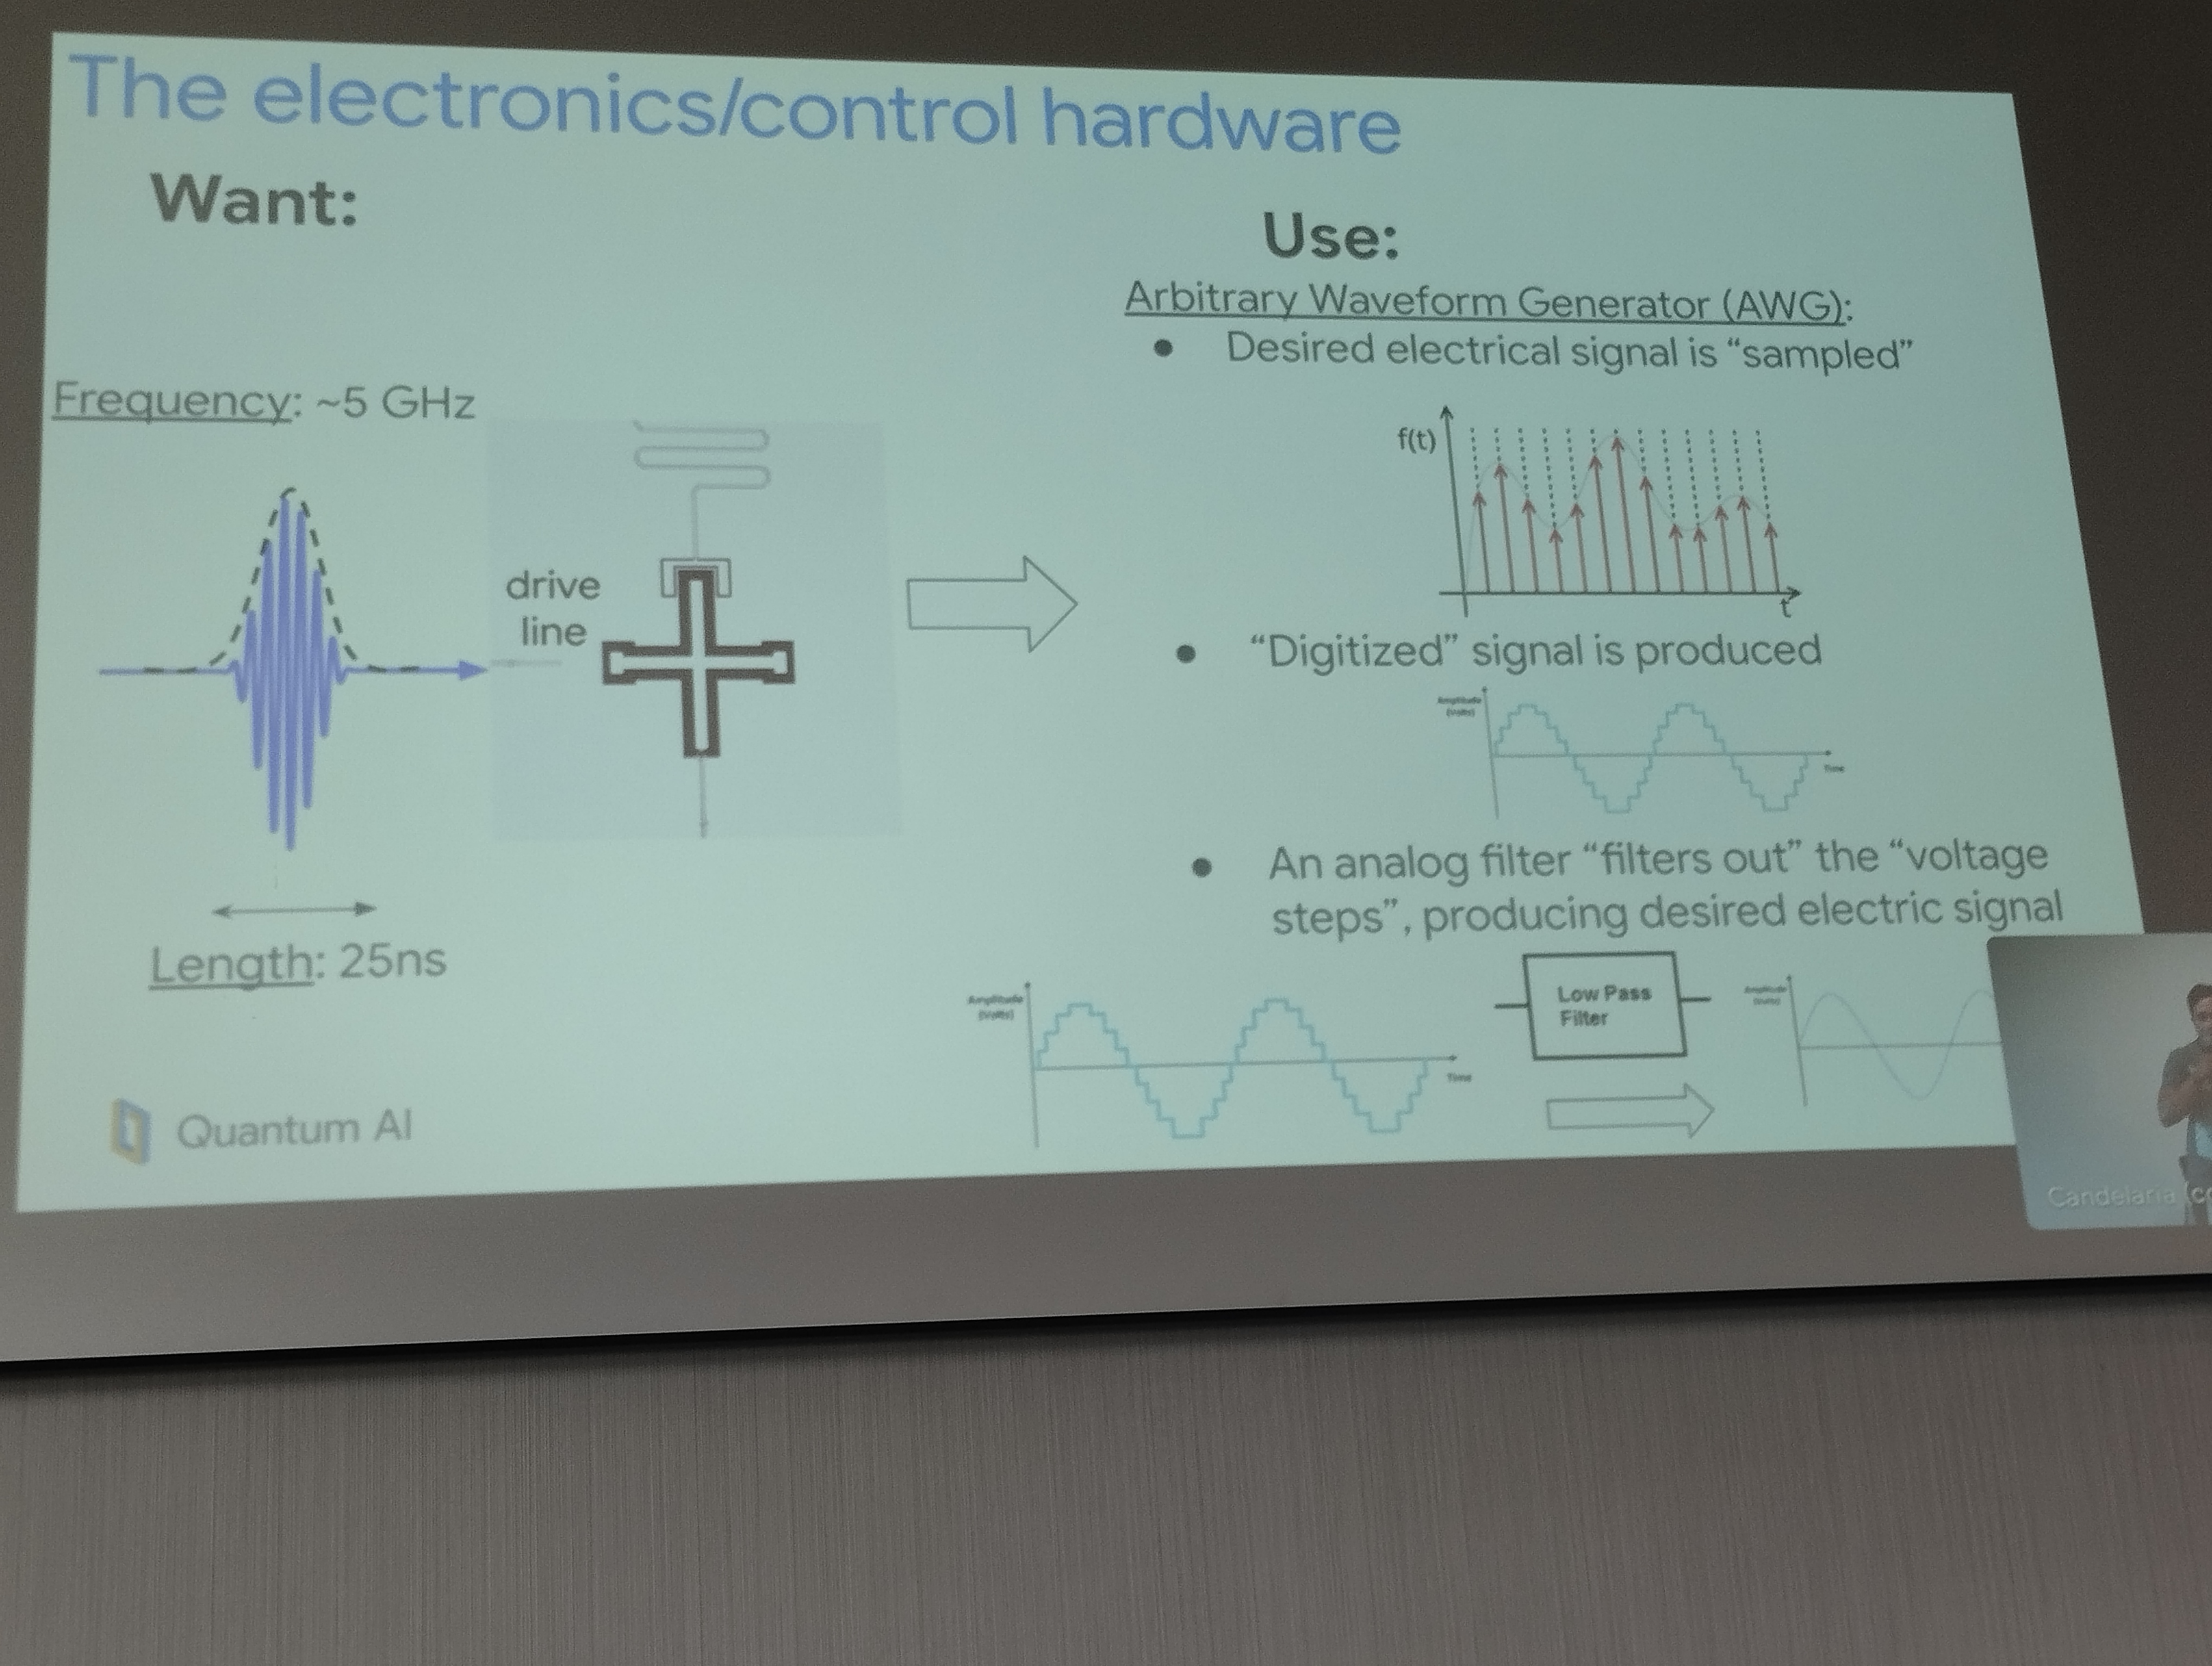 The electronics/control hardware
Want:
Frequency: ~5 GHz
drive
line
Length: 25ns
Quantum AI
Use:
Arbitrary Waveform Generator (AWG):
● Desired electrical signal is “sampled”
f(t)
t
● “Digitized” signal is produced
Amplitude
(Volts)
Time
● An analog filter “filters out” the “voltage
steps”, producing desired electric signal
Amplitude
(Volts)
Time
Low Pass
Filter
Amplitude
(Volts)
Candelaria